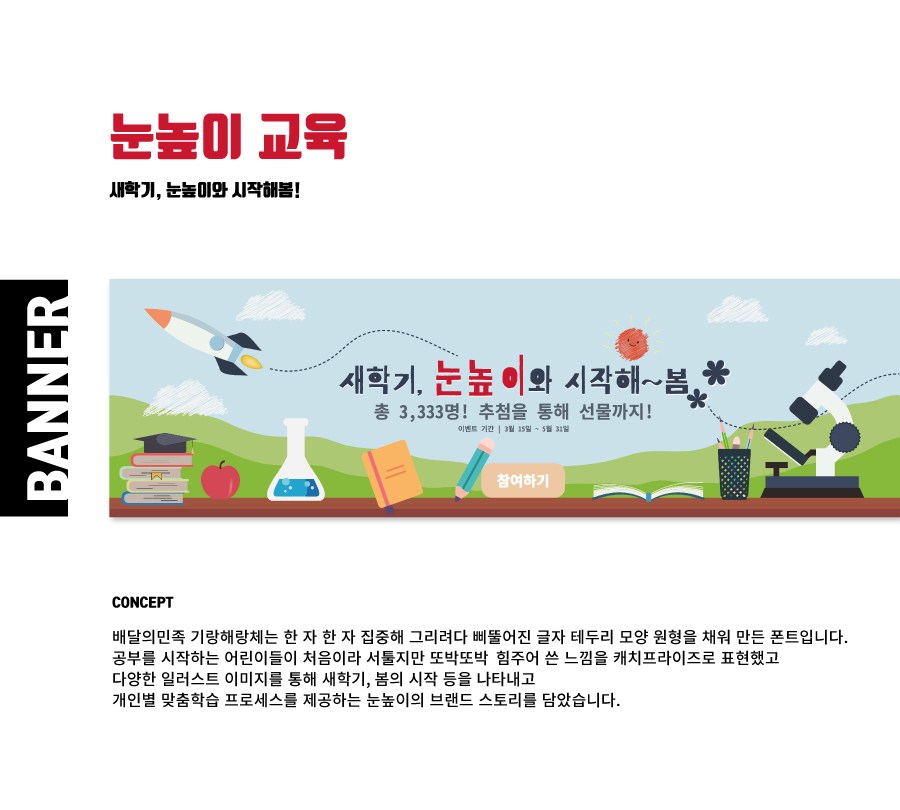 눈높이 교육
새학기, 눈높이와 시작해봄!
BANNER
새학기, 눈높이와 시작해~봄
총 3,333명! 추첨을 통해 선물까지!
이벤트 기간 | 3월 15일 ~ 5월 31일
참여하기
CONCEPT
배달의민족 기랑해랑체는 한 자 한 자 집중해 그리려다 삐뚤어진 글자 테두리 모양 원형을 채워 만든 폰트입니다.
공부를 시작하는 어린이들이 처음이라 서툴지만 또박또박 힘주어 쓴 느낌을 캐치프라이즈로 표현했고
다양한 일러스트 이미지를 통해 새학기, 봄의 시작 등을 나타내고
개인별 맞춤학습 프로세스를 제공하는 눈높이의 브랜드 스토리를 담았습니다.